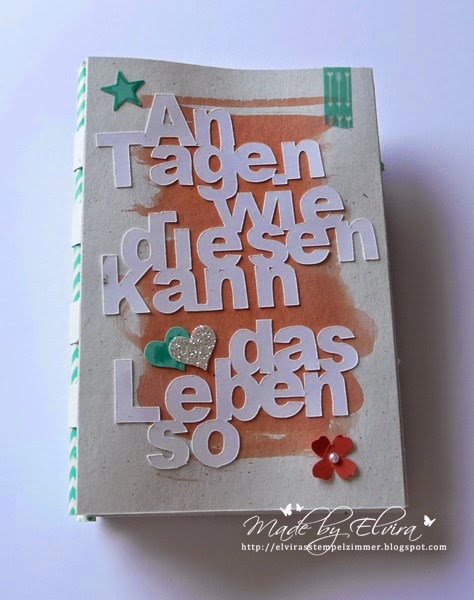 An
Tagen
wie
diesen
kann
das
Leben
so
Made by Elvira
http://elvirasstempelzimmer.blogspot.com